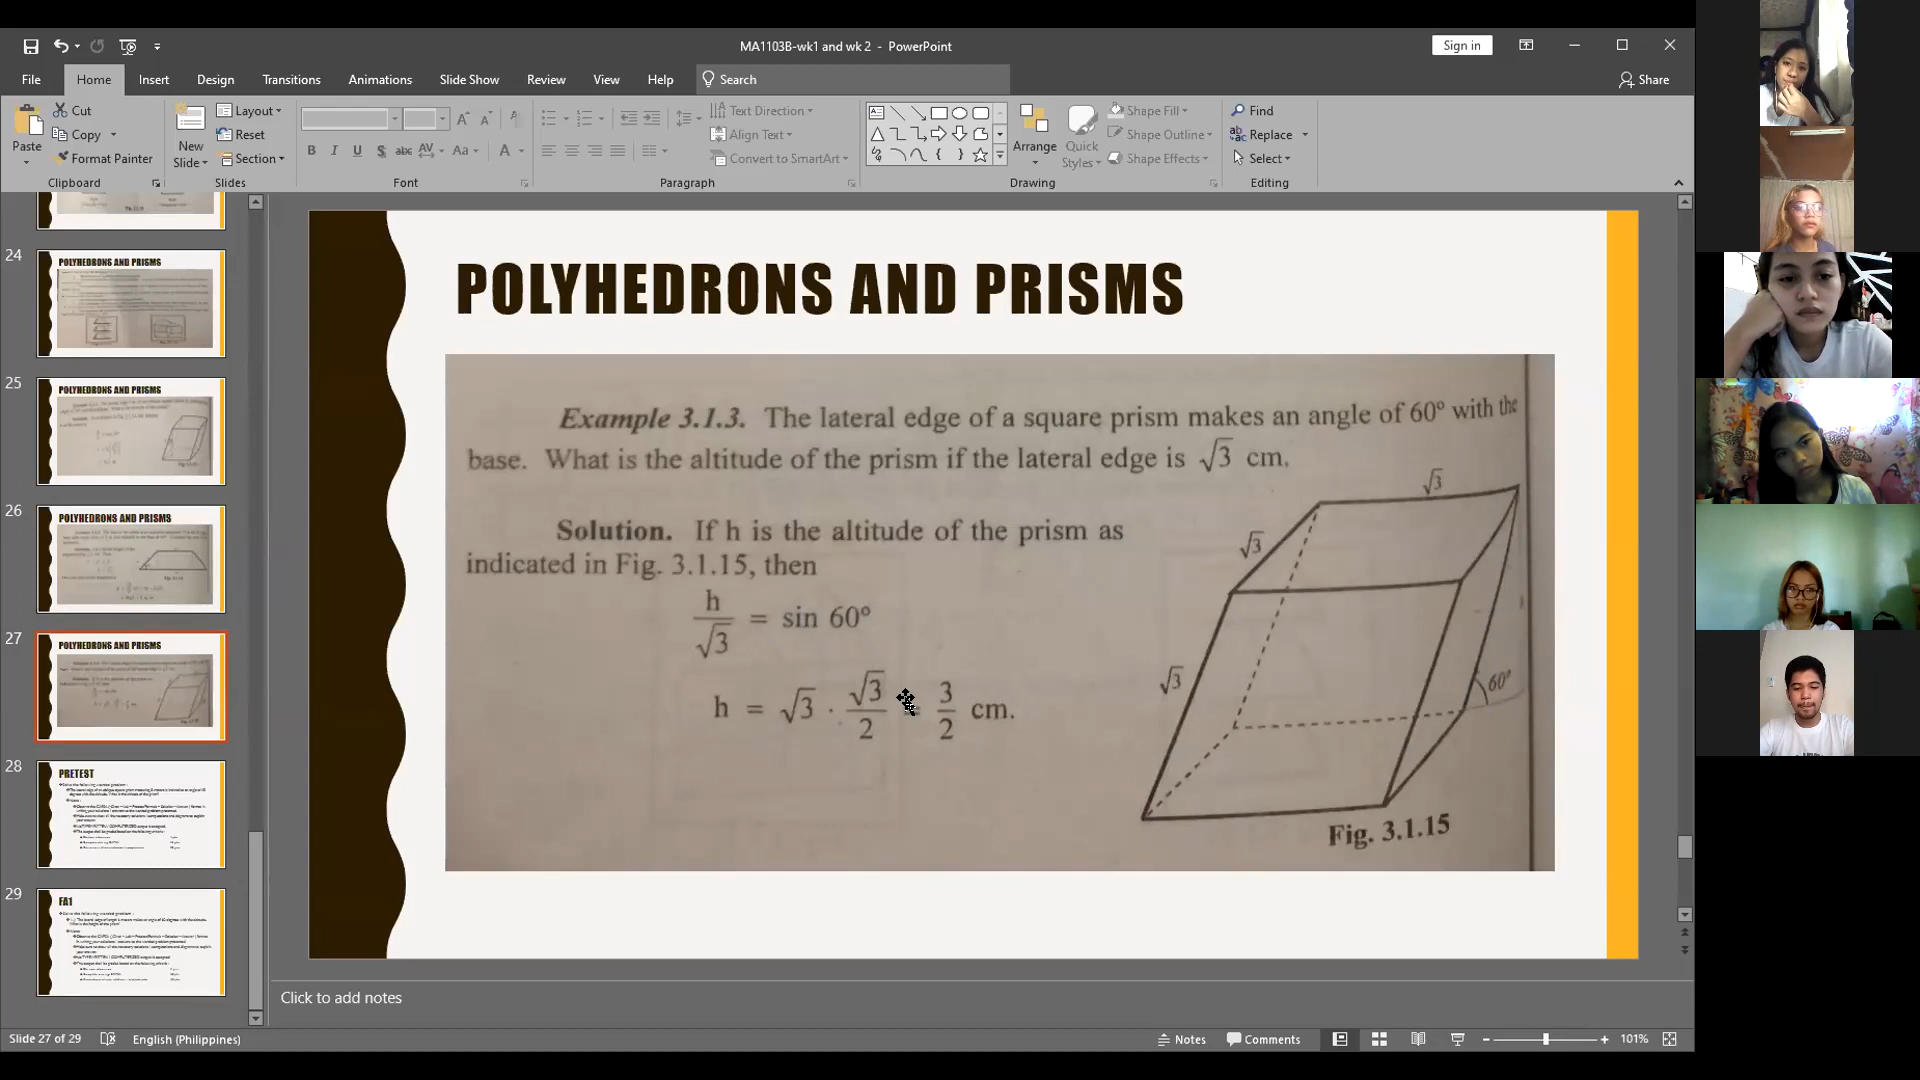 MA1103B-wk1 and wk 2 - PowerPoint
Sign in
File Home Insert Design Transitions Animations Slide Show Review View Help Search Share
Paste
Cut
Copy
Format Painter
Clipboard
New Slide
Layout
Reset
Section
Slides
Font
Text Direction
Align Text
Convert to SmartArt
Paragraph
Arrange
Quick Styles
Shape Fill
Shape Outline
Shape Effects
Drawing
Find
Replace
Select
Editing
24
POLYHEDRONS AND PRISMS
25
POLYHEDRONS AND PRISMS
26
POLYHEDRONS AND PRISMS
27
POLYHEDRONS AND PRISMS
28
PRETEST
29
FA1
POLYHEDRONS AND PRISMS
Example 3.1.3. The lateral edge of a square prism makes an angle of 60° with the
base. What is the altitude of the prism if the lateral edge is √3 cm.
Solution. If h is the altitude of the prism as
indicated in Fig. 3.1.15, then
h/√3 = sin 60°
h = √3 · √3/2 = 3/2 cm.
√3
√3
√3
60°
Fig. 3.1.15
Click to add notes
Slide 27 of 29 English (Philippines) Notes Comments 101%